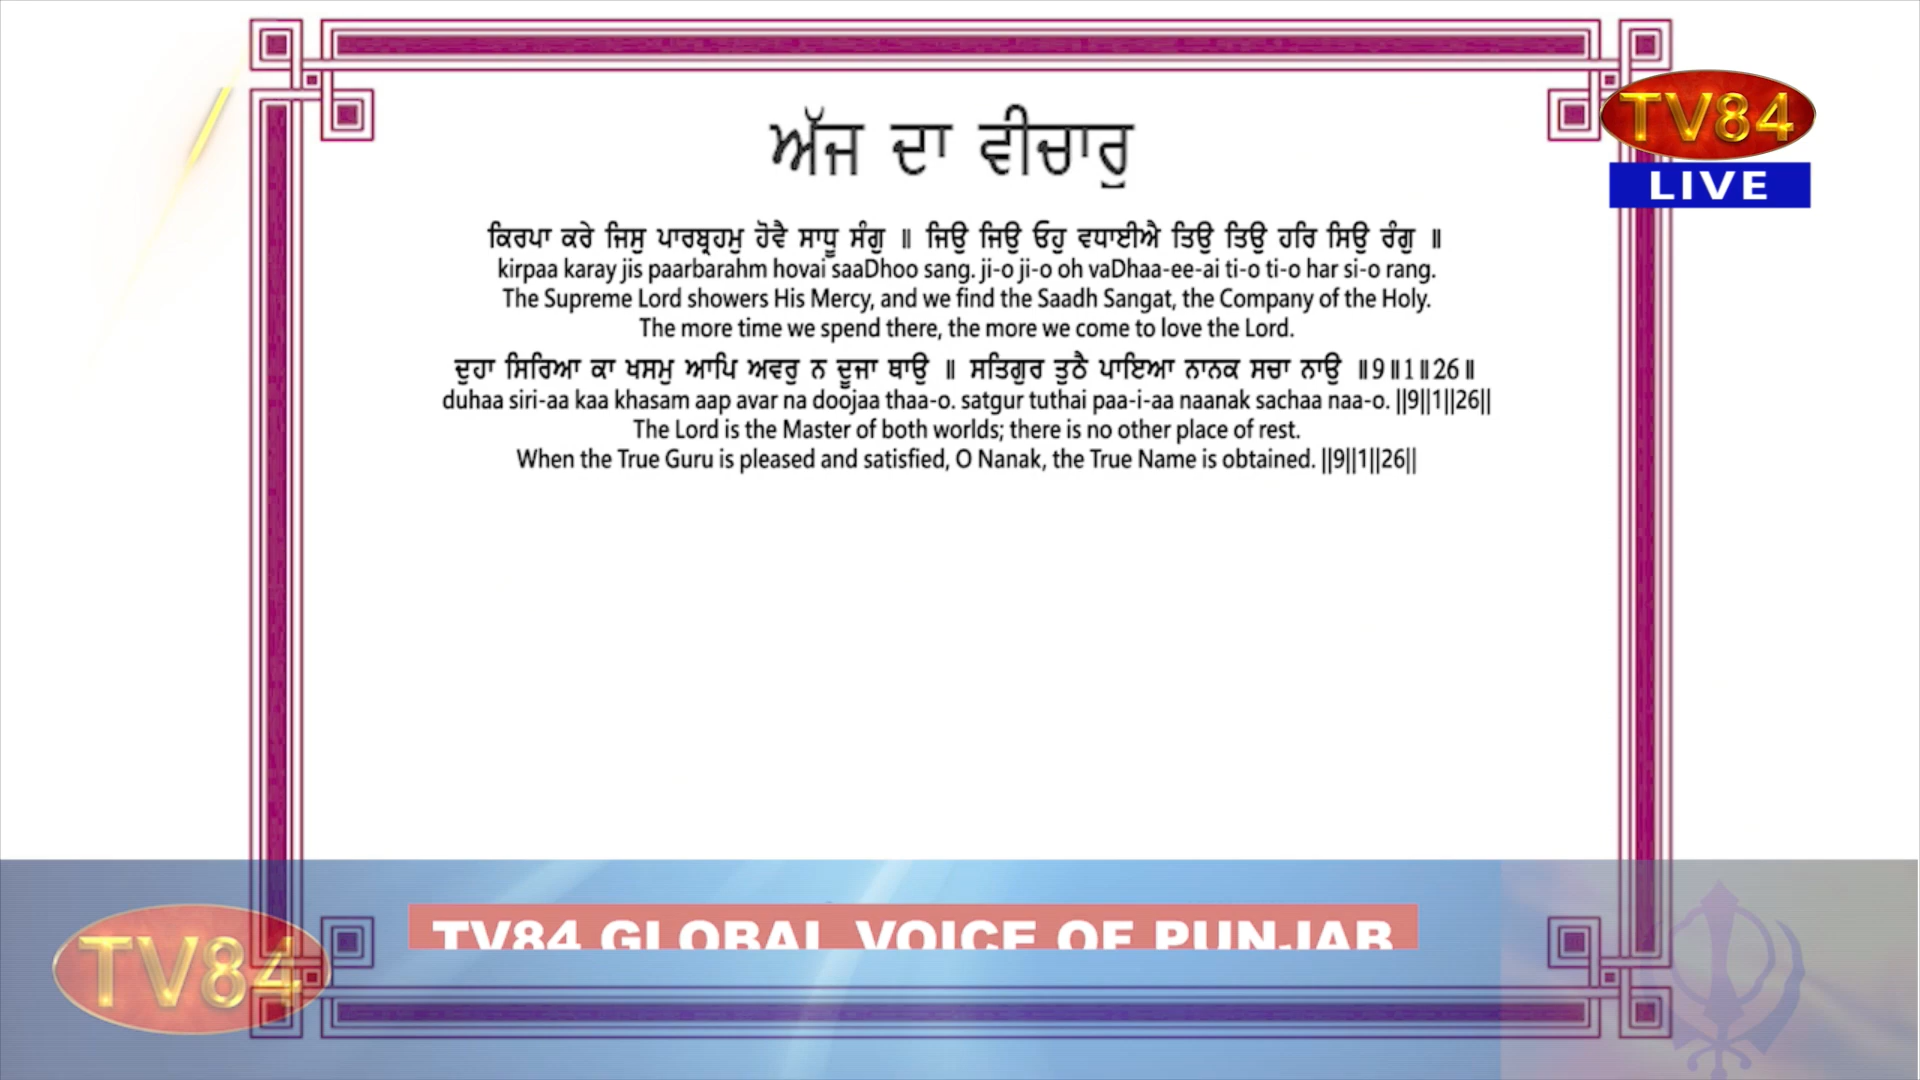 ਅੱਜ ਦਾ ਵੀਚਾਰੁ
TV84
LIVE
ਕਿਰਪਾ ਕਰੇ ਜਿਸੁ ਪਾਰਬ੍ਰਹਮੁ ਹੋਵੈ ਸਾਧੂ ਸੰਗੁ ॥ ਜਿਉ ਜਿਉ ਓਹੁ ਵਧਾਈਐ ਤਿਉ ਤਿਉ ਹਰਿ ਸਿਉ ਰੰਗੁ ॥
kirpaa karay jis paarbarahm hovai saaDhoo sang. ji-o ji-o oh vaDhaa-ee-ai ti-o ti-o har si-o rang.
The Supreme Lord showers His Mercy, and we find the Saadh Sangat, the Company of the Holy.
The more time we spend there, the more we come to love the Lord.
ਦੁਹਾ ਸਿਰਿਆ ਕਾ ਖਸਮੁ ਆਪਿ ਅਵਰੁ ਨ ਦੂਜਾ ਥਾਉ ॥ ਸਤਿਗੁਰ ਤੁਠੈ ਪਾਇਆ ਨਾਨਕ ਸਚਾ ਨਾਉ ॥9॥1॥26॥
duhaa siri-aa kaa khasam aap avar na doojaa thaa-o. satgur tuthai paa-i-aa naanak sachaa naa-o. ||9||1||26||
The Lord is the Master of both worlds; there is no other place of rest.
When the True Guru is pleased and satisfied, O Nanak, the True Name is obtained. ||9||1||26||
TV84 GLOBAL VOICE OF PUNJAB
TV84